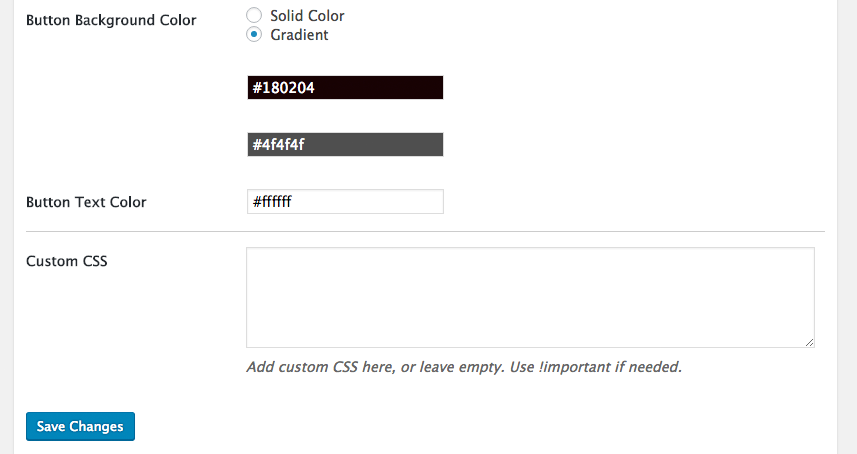 Button Background Color
Solid Color
Gradient
#180204
#4f4f4f
Button Text Color
#ffffff
Custom CSS
Add custom CSS here, or leave empty. Use !important if needed.
Save Changes